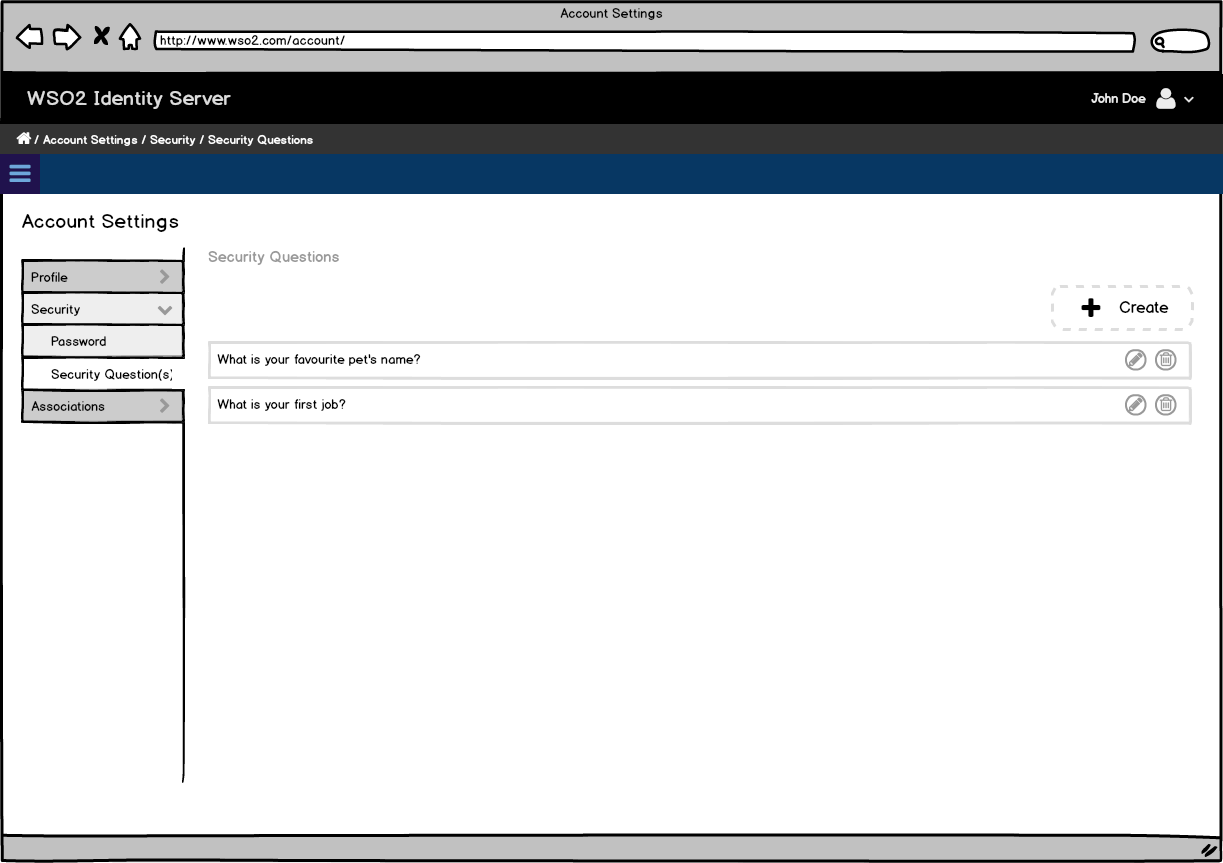 Account Settings
http://www.wso2.com/account/
WSO2 Identity Server
John Doe
/ Account Settings / Security / Security Questions
Account Settings
Security Questions
Profile
Security
Create
Password
What is your favourite pet's name?
Security Question(s)
Associations
What is your first job?